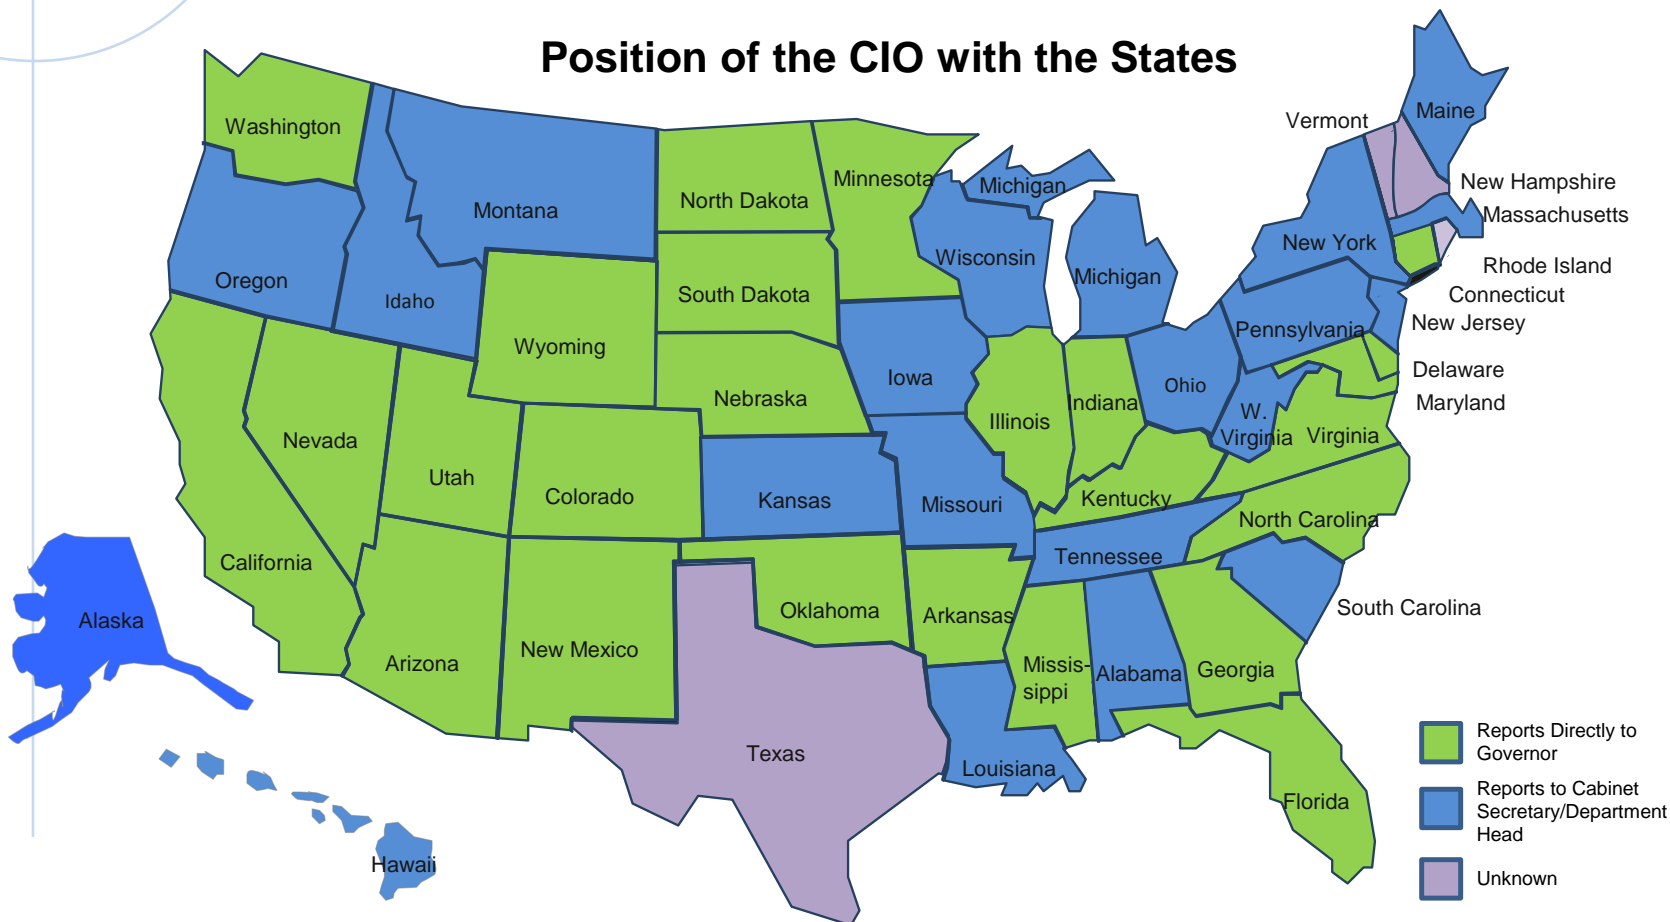 Position of the CIO with the States
Washington
Oregon
Idaho
Montana
North Dakota
Minnesota
South Dakota
Wyoming
Nebraska
Wisconsin
Michigan
Michigan
Iowa
Illinois
Indiana
Ohio
Pennsylvania
New York
Vermont
Maine
New Hampshire
Massachusetts
Rhode Island
Connecticut
New Jersey
Delaware
Maryland
W.
Virginia
Virginia
Nevada
Utah
Colorado
Kansas
Missouri
Kentucky
North Carolina
Tennessee
California
Arizona
New Mexico
Oklahoma
Arkansas
South Carolina
Missis-
sippi
Alabama
Georgia
Texas
Louisiana
Florida
Alaska
Hawaii
Reports Directly to
Governor
Reports to Cabinet
Secretary/Department
Head
Unknown